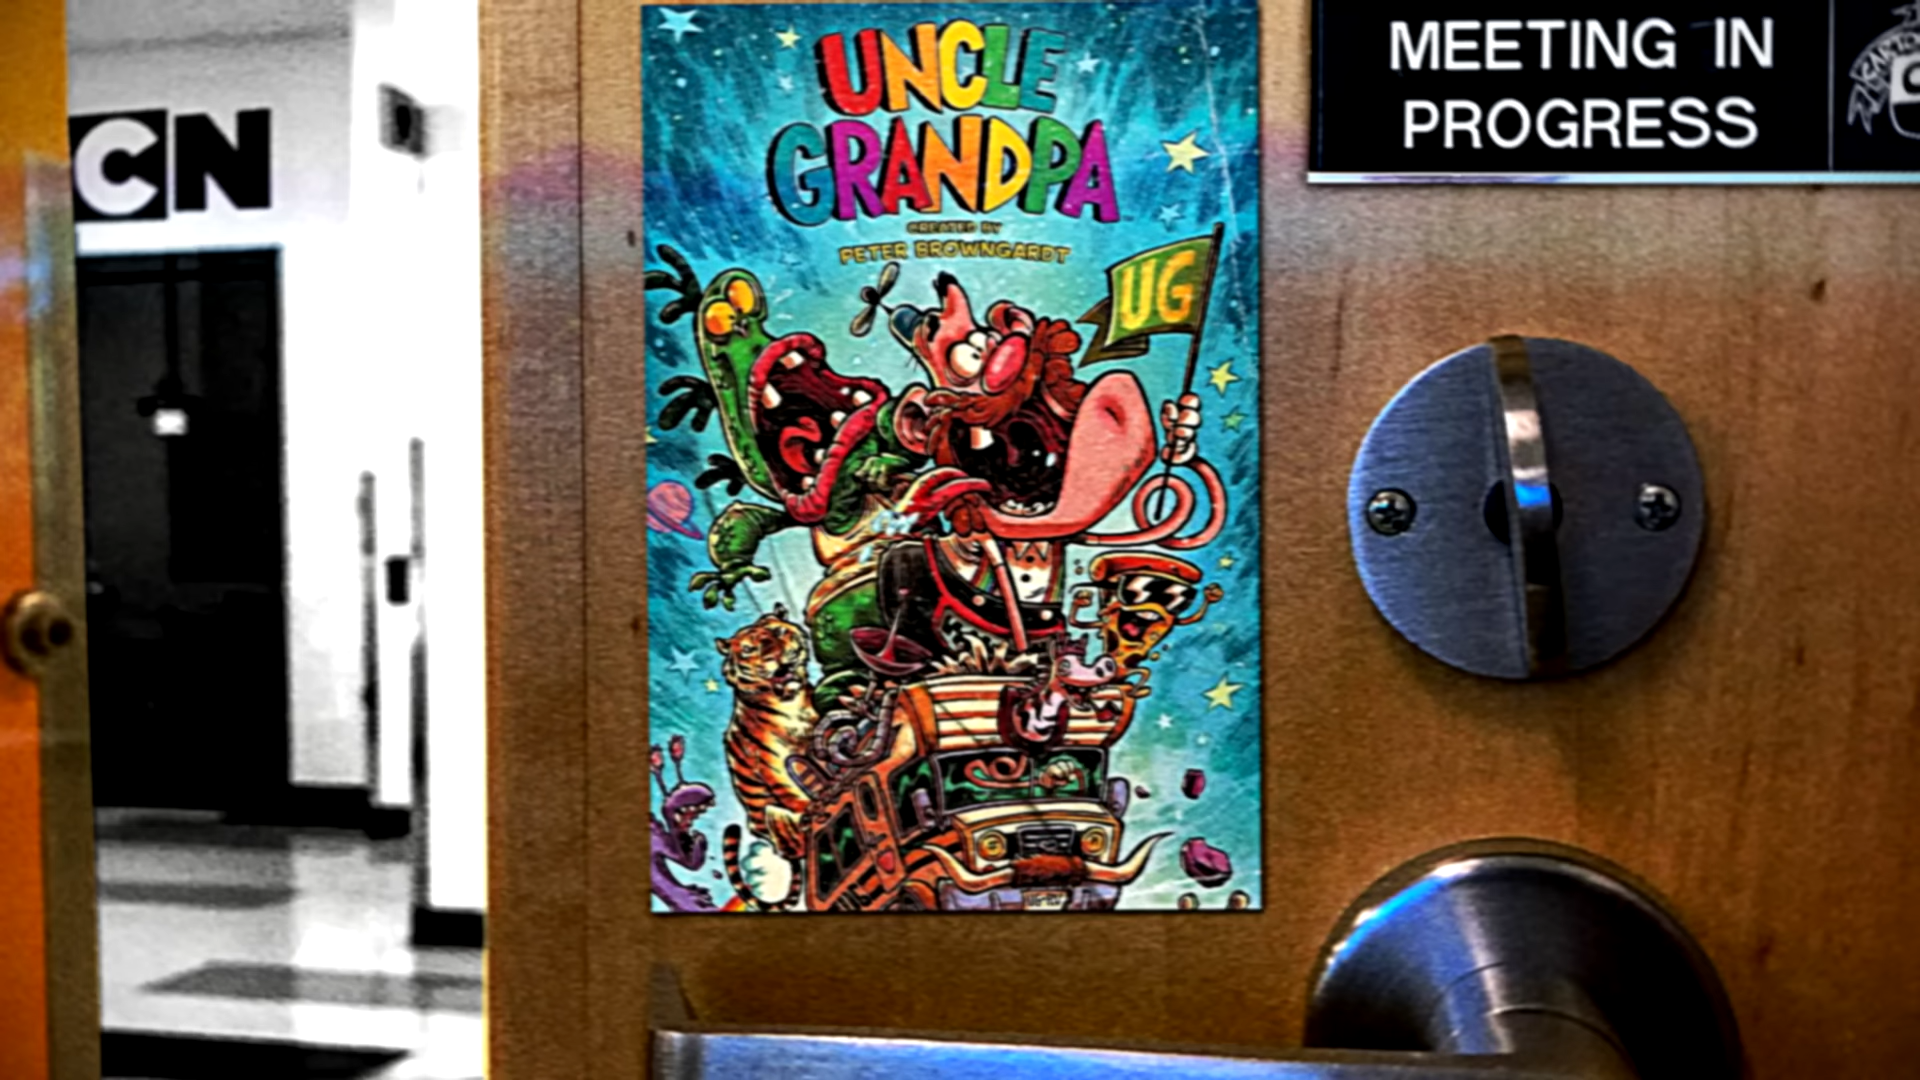 CN
UNCLE
GRANDPA
CREATED BY
PETER BROWNGARDT
UG
MEETING IN
PROGRESS